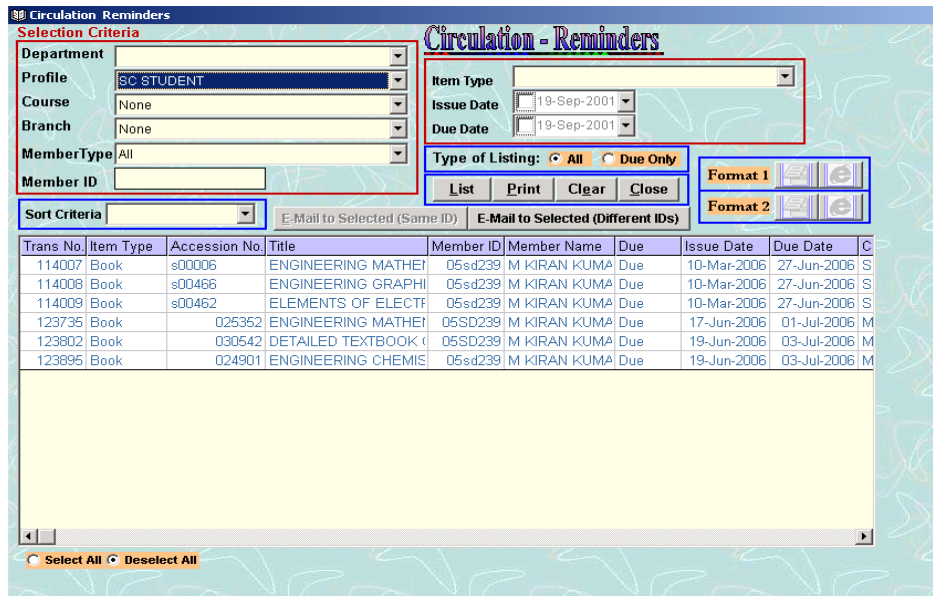 Circulation Reminders
Selection Criteria
Circulation - Reminders
Department
Profile SC STUDENT
Course None
Branch None
MemberType All
Member ID
Item Type
Issue Date 19-Sep-2001
Due Date 19-Sep-2001
Type of Listing: All Due Only
List Print Clear Close
Format 1
Format 2
Sort Criteria
E-Mail to Selected (Same ID) E-Mail to Selected (Different IDs)
Trans No. Item Type Accession No. Title Member ID Member Name Due Issue Date Due Date C
114007 Book s00006 ENGINEERING MATHEM 05sd239 M KIRAN KUMA Due 10-Mar-2006 27-Jun-2006 S
114008 Book s00466 ENGINEERING GRAPHI 05sd239 M KIRAN KUMA Due 10-Mar-2006 27-Jun-2006 S
114009 Book s00462 ELEMENTS OF ELECTR 05sd239 M KIRAN KUMA Due 10-Mar-2006 27-Jun-2006 S
123735 Book 025352 ENGINEERING MATHEM 05SD239 M KIRAN KUMA Due 17-Jun-2006 01-Jul-2006 M
123802 Book 030542 DETAILED TEXTBOOK ( 05SD239 M KIRAN KUMA Due 19-Jun-2006 03-Jul-2006 M
123895 Book 024901 ENGINEERING CHEMIS 05sd239 M KIRAN KUMA Due 19-Jun-2006 03-Jul-2006 M
Select All Deselect All